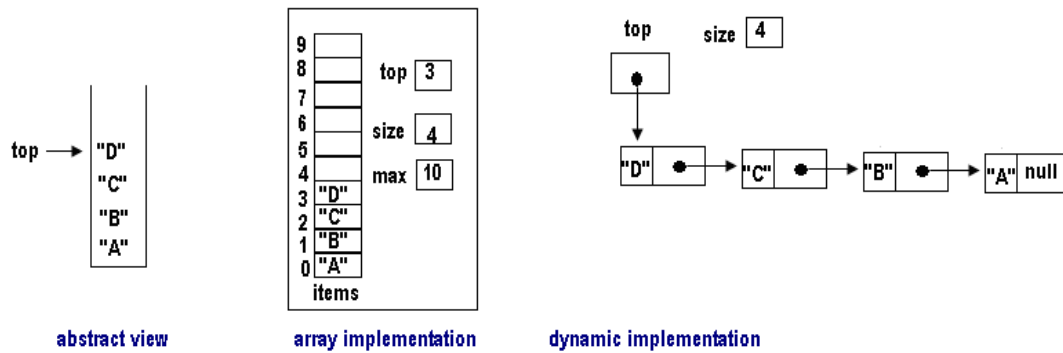 top
"D"
"C"
"B"
"A"
abstract view
9
8
7
6
5
4
3 "D"
2 "C"
1 "B"
0 "A"
items
top 3
size 4
max 10
array implementation
top
size 4
"D"
"C"
"B"
"A" null
dynamic implementation